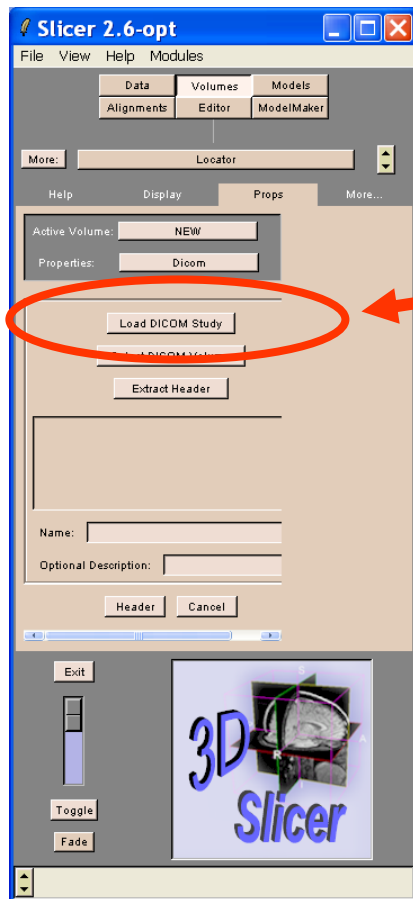 Slicer 2.6-opt
File View Help Modules
Data Volumes Models
Alignments Editor ModelMaker
More: Locator
Help Display Props More...
Active Volume: NEW
Properties: Dicom
Load DICOM Study
DICOM
Extract Header
Name:
Optional Description:
Header Cancel
Exit
S
A
R
I
3D
Slicer
Toggle
Fade